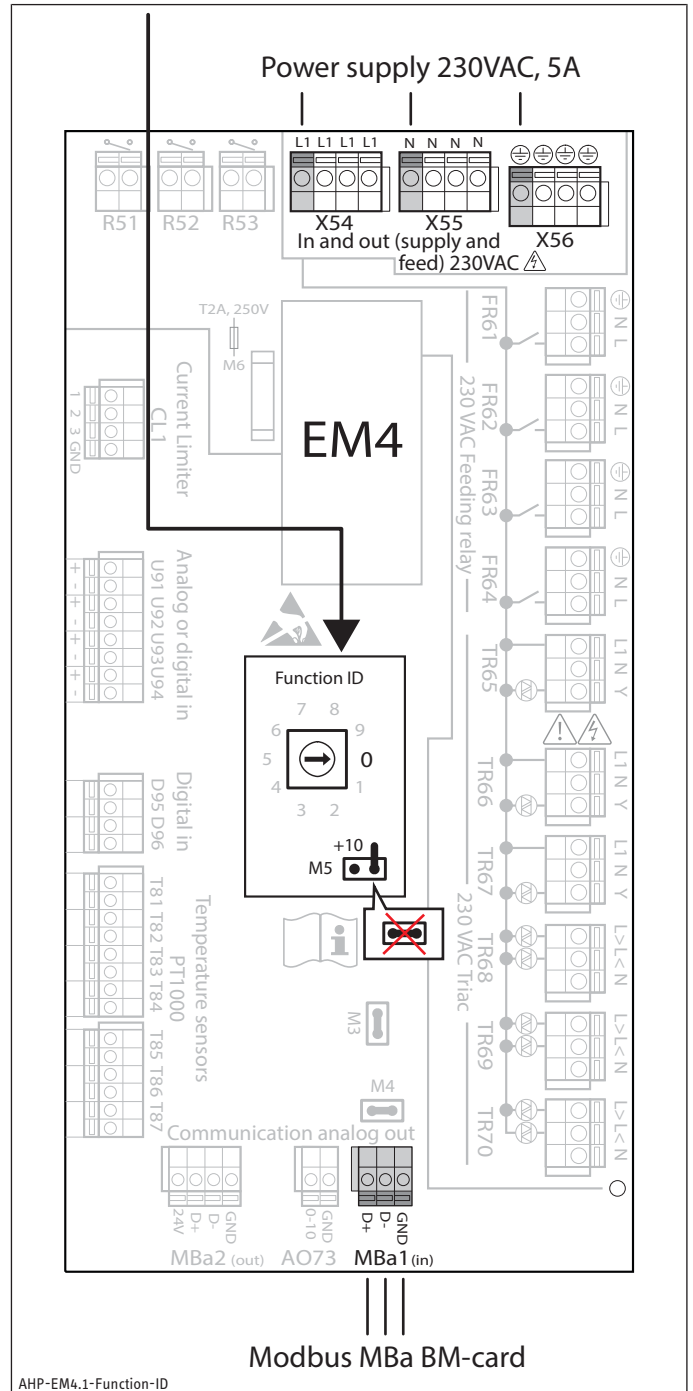 Power supply 230VAC, 5A
L1 L1 L1 L1
N N N N
R51 R52 R53
X54 X55 X56
In and out (supply and
feed) 230VAC
T2A, 250V
M6
EM4
1 2 3 GND
CL1
Current Limiter
+ - + - + - + -
U91 U92 U93 U94
Analog or digital in
D95 D96
Digital in
T81 T82 T83 T84
PT1000
Temperature sensors
T85 T86 T87
Function ID
7 8
6 9
5 0
4 1
3 2
+10
M5
i
M3
M4
FR61
N L
FR62
N L
FR63
N L
FR64
N L
230 VAC Feeding relay
TR65
L1 N Y
TR66
L1 N Y
TR67
L1 N Y
TR68
L> L< N
TR69
L> L< N
TR70
L> L< N
230 VAC Triac
Communication analog out
24V D+ D- GND
0-10 GND
D+ D- GND
MBa2 (out) AO73 MBa1 (in)
Modbus MBa BM-card
AHP-EM4.1-Function-ID